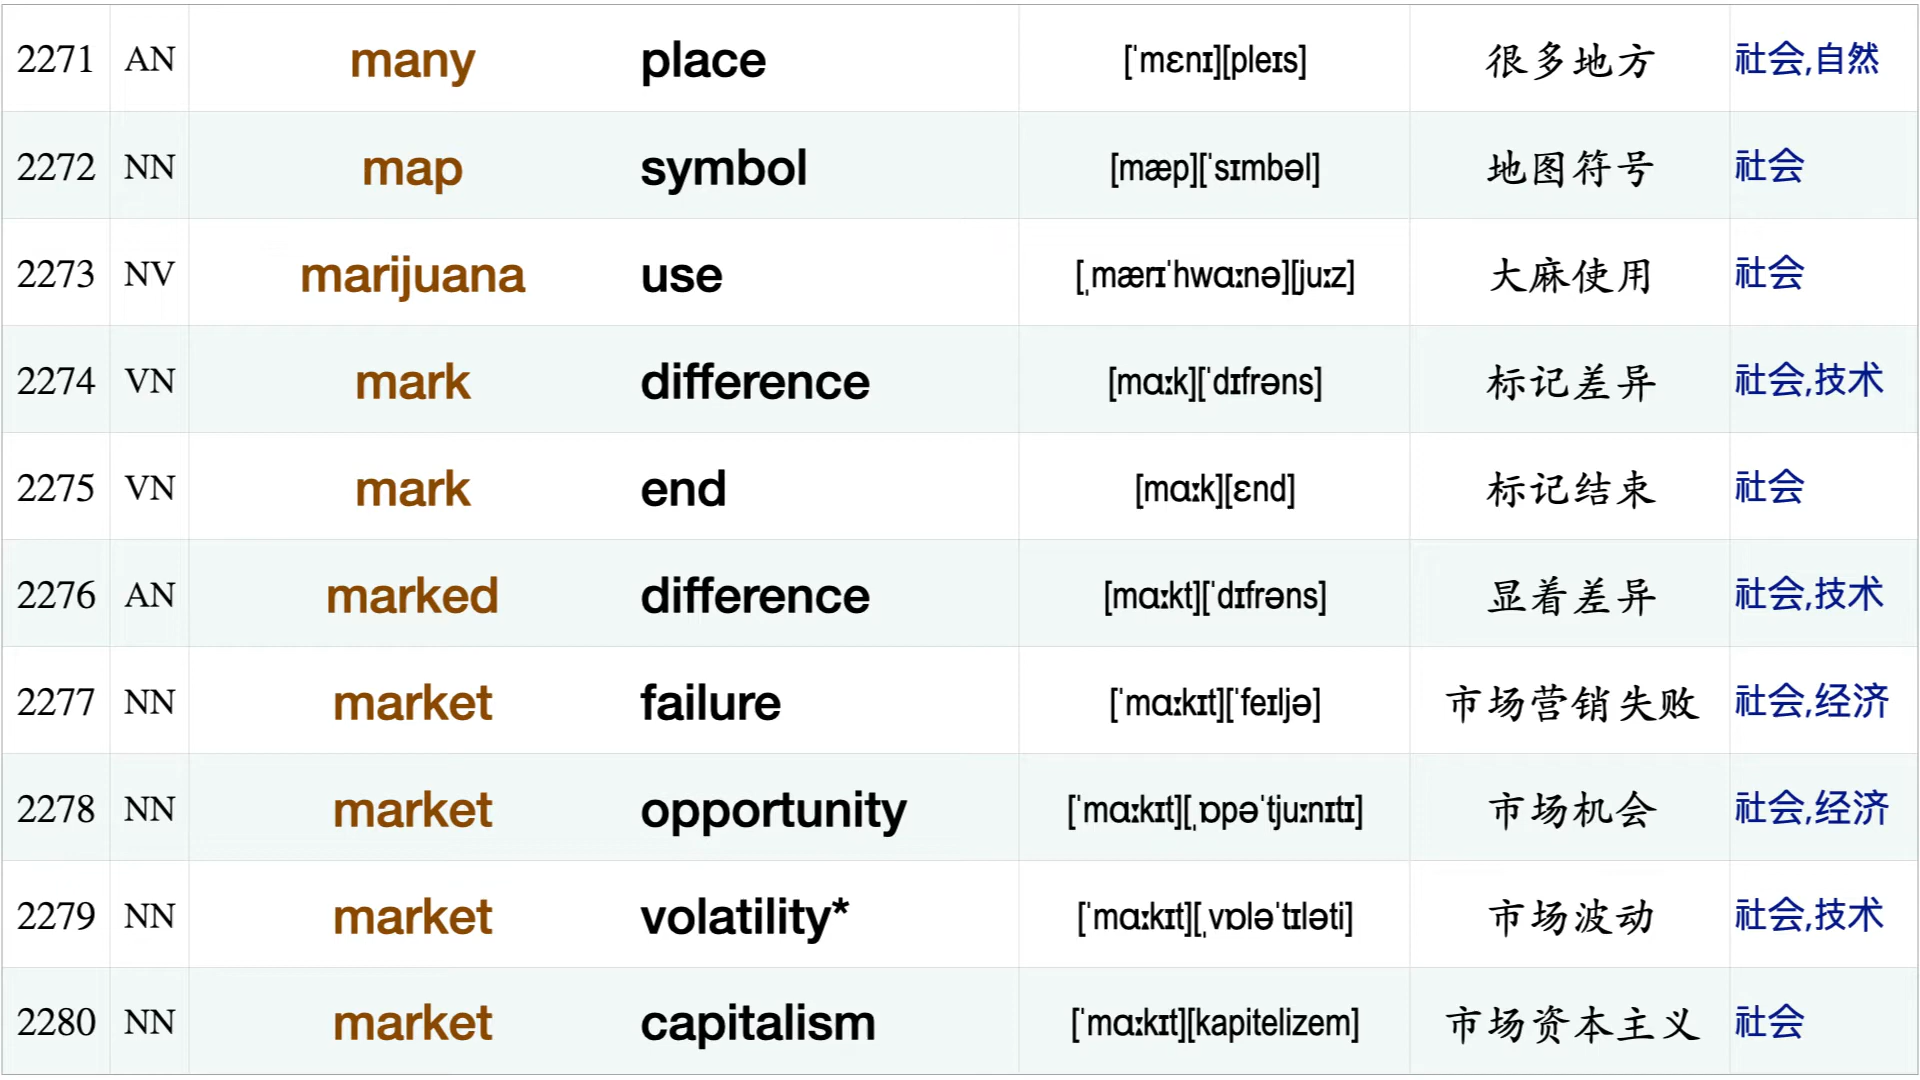 2271 AN many place [ˈmɛnɪ][pleɪs] 很多地方 社会,自然
2272 NN map symbol [mæp][ˈsɪmbəl] 地图符号 社会
2273 NV marijuana use [ˌmærɪˈhwɑːnə][juːz] 大麻使用 社会
2274 VN mark difference [mɑːk][ˈdɪfrəns] 标记差异 社会,技术
2275 VN mark end [mɑːk][ɛnd] 标记结束 社会
2276 AN marked difference [mɑːkt][ˈdɪfrəns] 显着差异 社会,技术
2277 NN market failure [ˈmɑːkɪt][ˈfeɪljə] 市场营销失败 社会,经济
2278 NN market opportunity [ˈmɑːkɪt][ˌɒpəˈtjuːnɪtɪ] 市场机会 社会,经济
2279 NN market volatility* [ˈmɑːkɪt][ˌvɒləˈtɪləti] 市场波动 社会,技术
2280 NN market capitalism [ˈmɑːkɪt][kapitelizem] 市场资本主义 社会